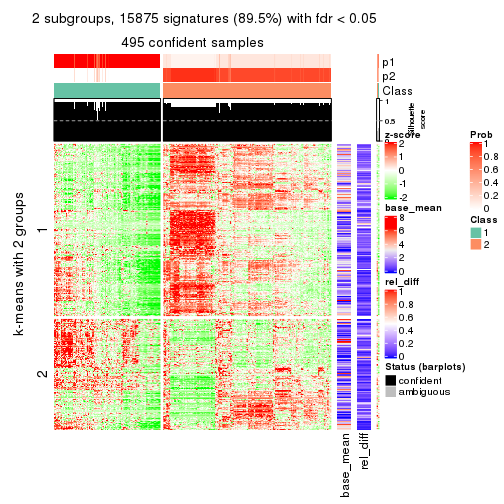 2 subgroups, 15875 signatures (89.5%) with fdr < 0.05
495 confident samples
p1
p2
Class
1
0.5
0
Silhouette
score
k-means with 2 groups
1
2
base_mean
rel_diff
z-score
2
1
0
-1
-2
base_mean
8
6
4
2
0
rel_diff
1
0.8
0.6
0.4
0.2
0
Status (barplots)
confident
ambiguous
Prob
1
0.8
0.6
0.4
0.2
0
Class
1
2